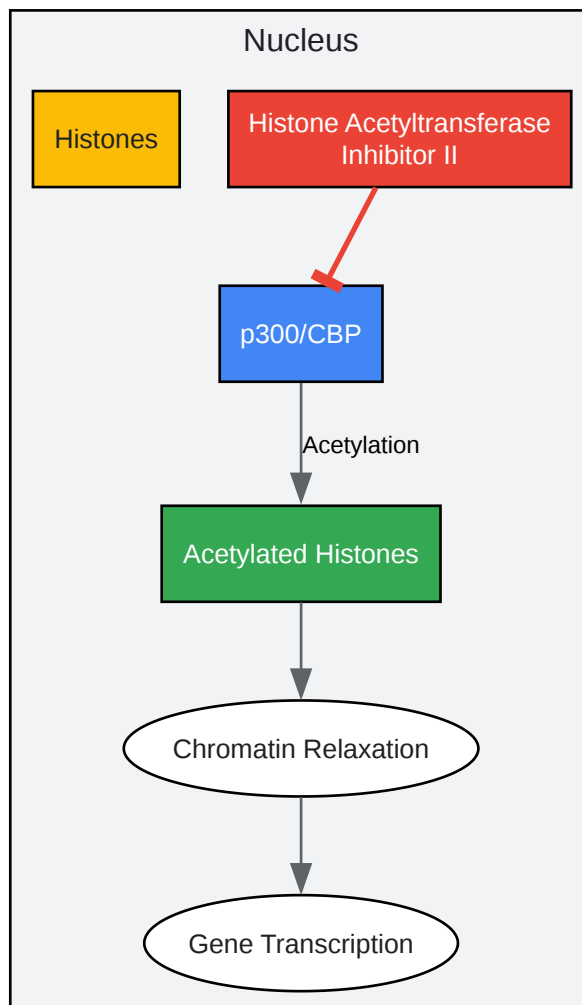 Nucleus
Histones
Histone Acetyltransferase
Inhibitor II
p300/CBP
Acetylation
Acetylated Histones
Chromatin Relaxation
Gene Transcription